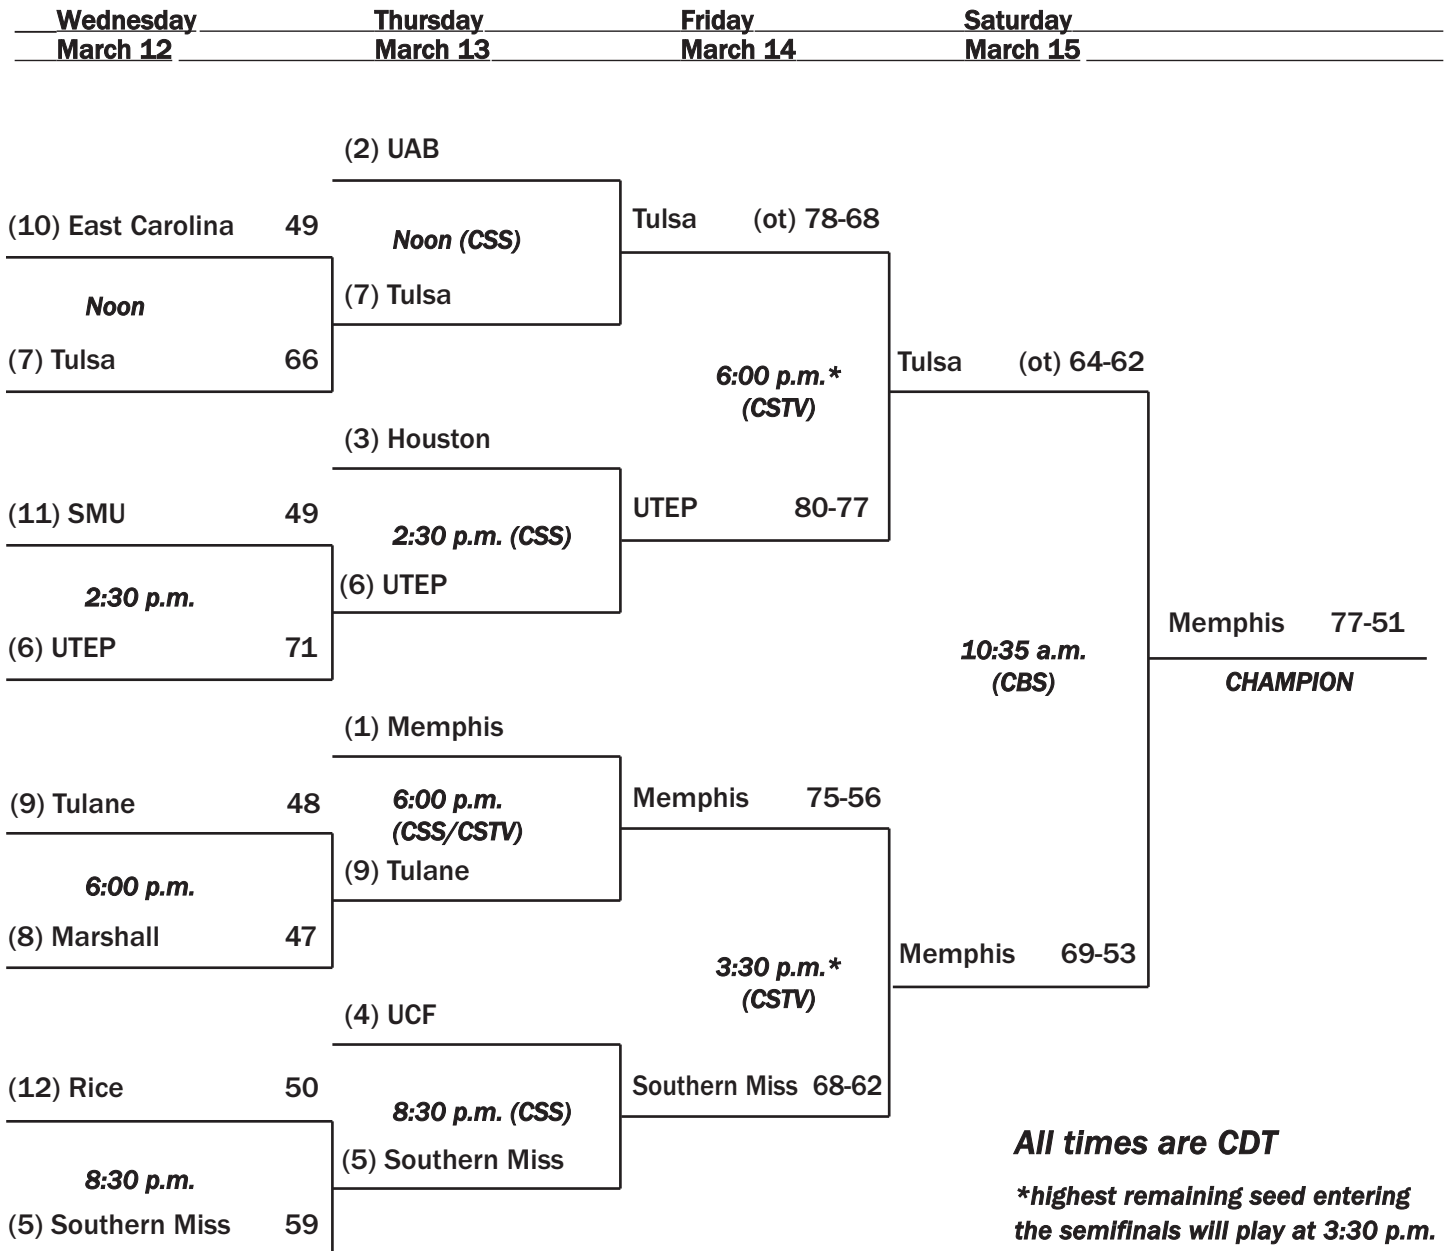 Wednesday Thursday Friday Saturday
March 12 March 13 March 14 March 15
(2) UAB
(10) East Carolina 49
Noon (CSS)
Tulsa (ot) 78-68
Noon
(7) Tulsa
(7) Tulsa 66
6:00 p.m.*
(CSTV)
Tulsa (ot) 64-62
(3) Houston
(11) SMU 49
2:30 p.m. (CSS)
UTEP 80-77
2:30 p.m.
(6) UTEP
(6) UTEP 71
10:35 a.m.
(CBS)
Memphis 77-51
CHAMPION
(1) Memphis
(9) Tulane 48
6:00 p.m.
(CSS/CSTV)
Memphis 75-56
6:00 p.m.
(9) Tulane
(8) Marshall 47
3:30 p.m.*
(CSTV)
Memphis 69-53
(4) UCF
(12) Rice 50
8:30 p.m. (CSS)
Southern Miss 68-62
8:30 p.m.
(5) Southern Miss
(5) Southern Miss 59
All times are CDT
*highest remaining seed entering
the semifinals will play at 3:30 p.m.